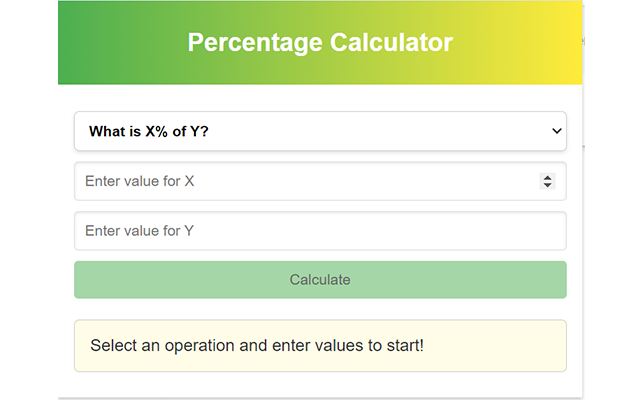 Percentage Calculator
What is X% of Y?
Enter value for X
Enter value for Y
Calculate
Select an operation and enter values to start!